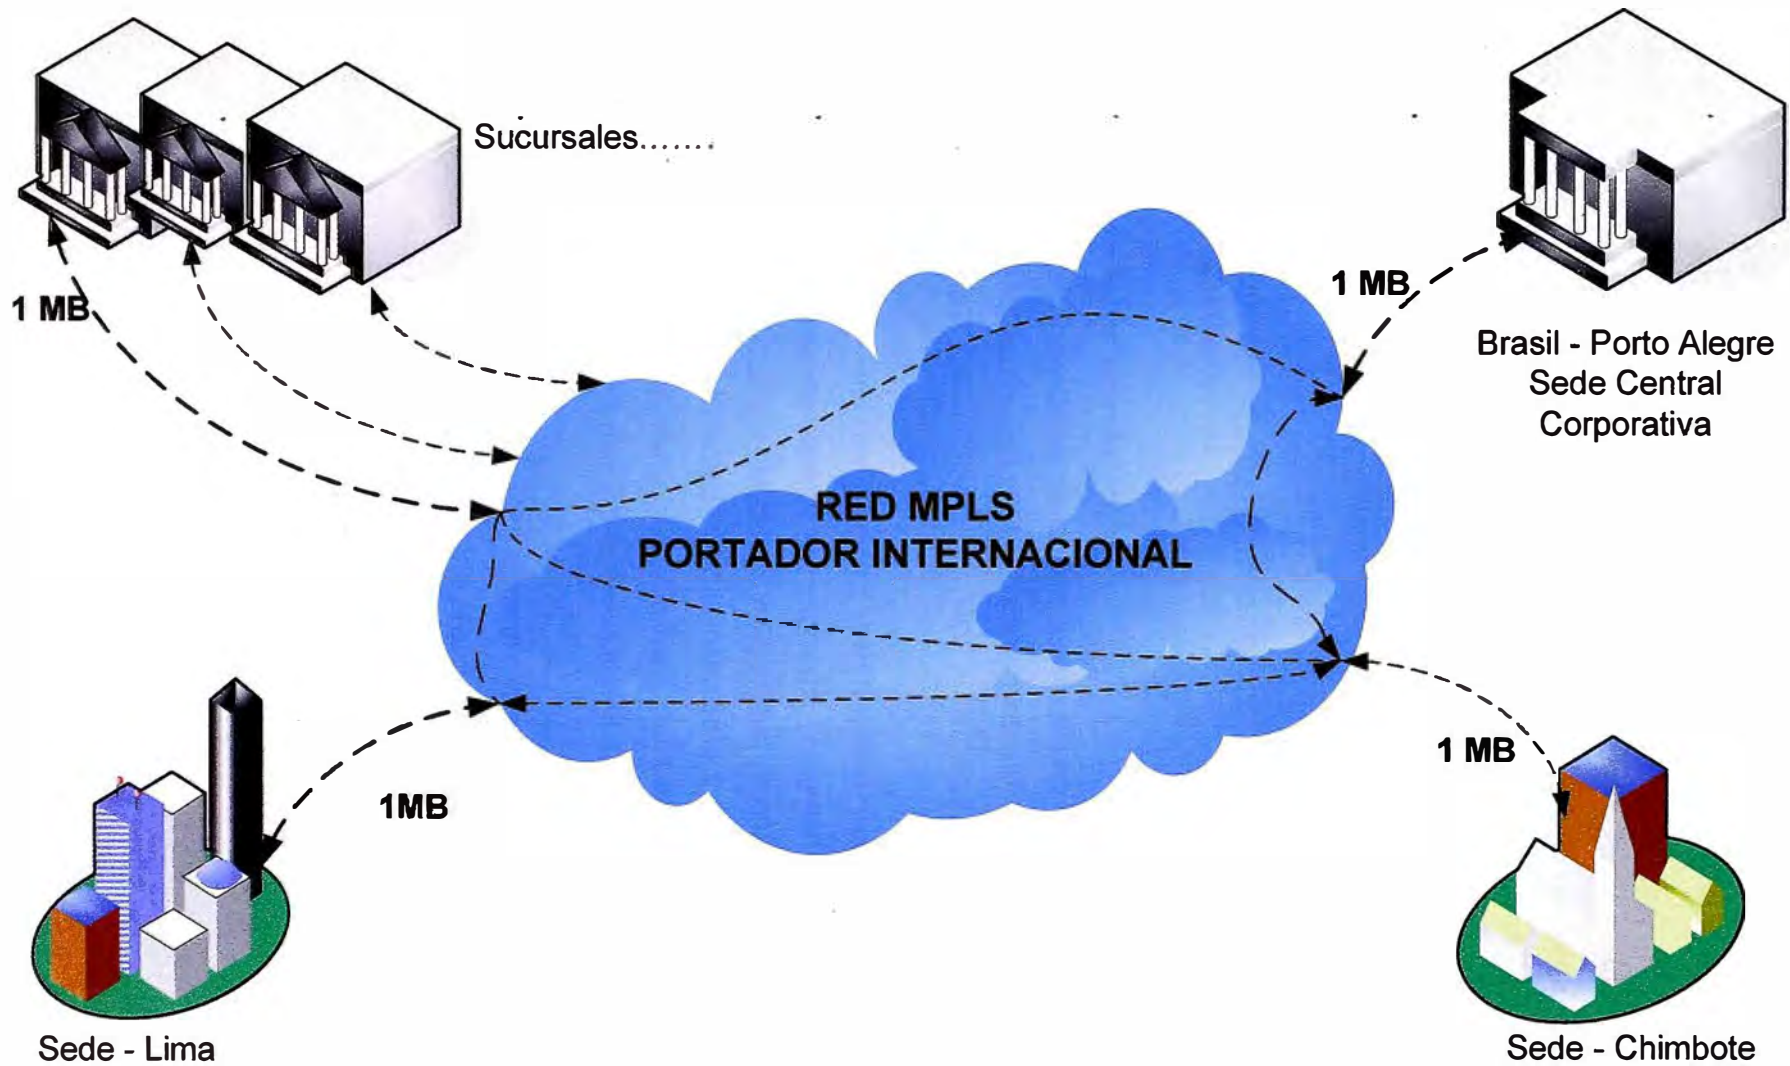 Sucursales.......
1 MB
1 MB
Brasil - Porto Alegre
Sede Central
Corporativa
RED MPLS
PORTADOR INTERNACIONAL
1 MB
1MB
Sede - Lima
Sede - Chimbote